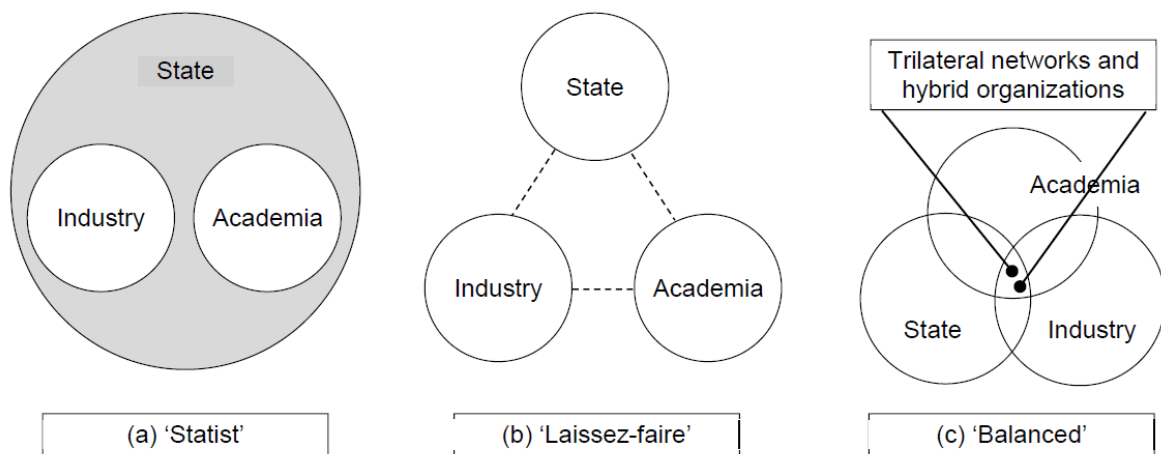 State
Industry
Academia
(a) ‘Statist’
State
Industry
Academia
(b) ‘Laissez-faire’
Trilateral networks and
hybrid organizations
Academia
State
Industry
(c) ‘Balanced’